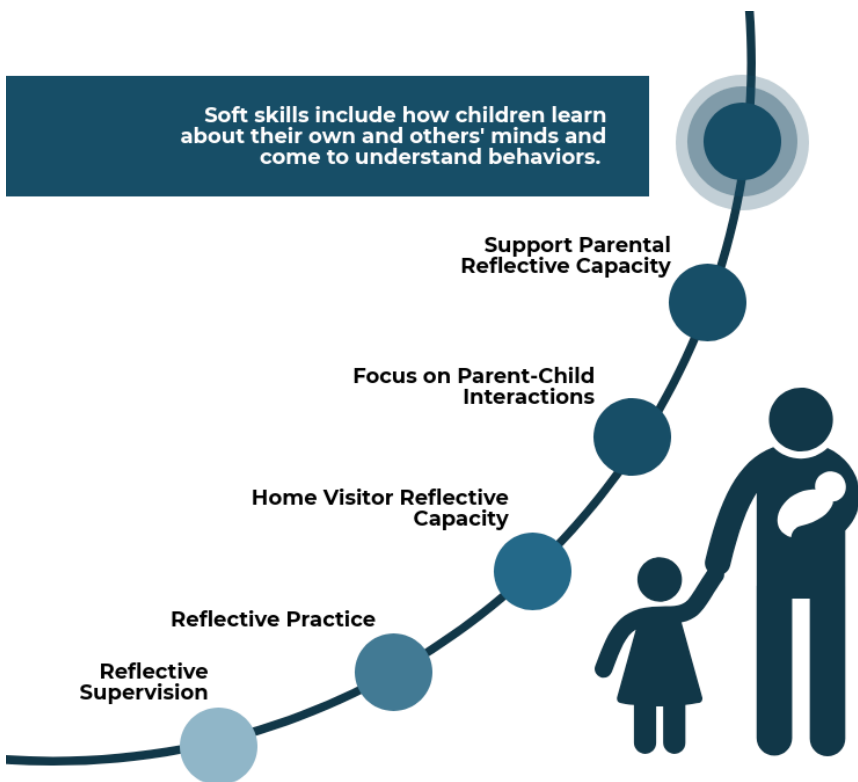 Soft skills include how children learn
about their own and others' minds and
come to understand behaviors.
Support Parental
Reflective Capacity
Focus on Parent-Child
Interactions
Home Visitor Reflective
Capacity
Reflective Practice
Reflective
Supervision